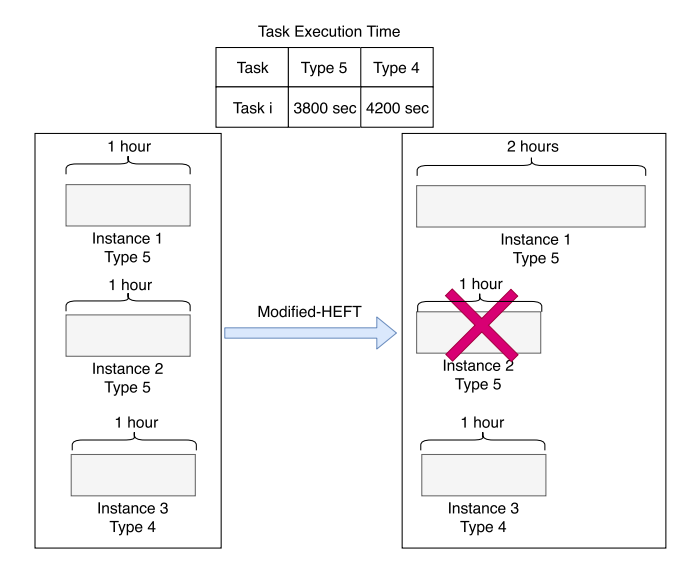 Task Execution Time
Task Type 5 Type 4
Task i 3800 sec 4200 sec
1 hour
Instance 1
Type 5
1 hour
Instance 2
Type 5
1 hour
Instance 3
Type 4
Modified-HEFT
2 hours
Instance 1
Type 5
1 hour
Instance 2
Type 5
1 hour
Instance 3
Type 4